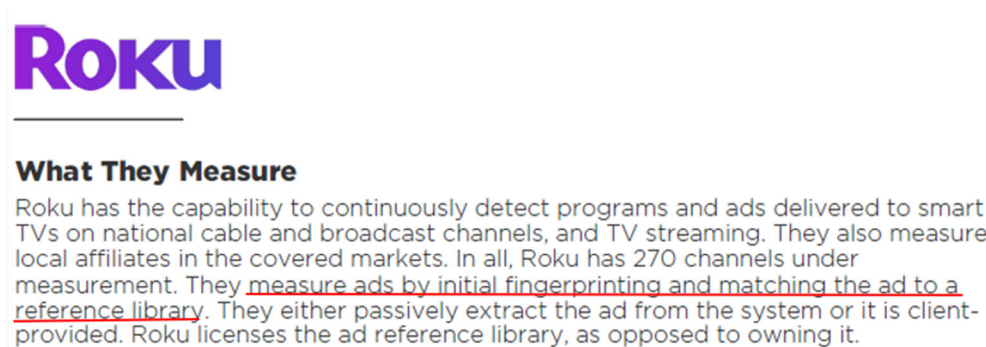 Roku
What They Measure
Roku has the capability to continuously detect programs and ads delivered to smart
TVs on national cable and broadcast channels, and TV streaming. They also measure
local affiliates in the covered markets. In all, Roku has 270 channels under
measurement. They measure ads by initial fingerprinting and matching the ad to a
reference library. They either passively extract the ad from the system or it is client-
provided. Roku licenses the ad reference library, as opposed to owning it.